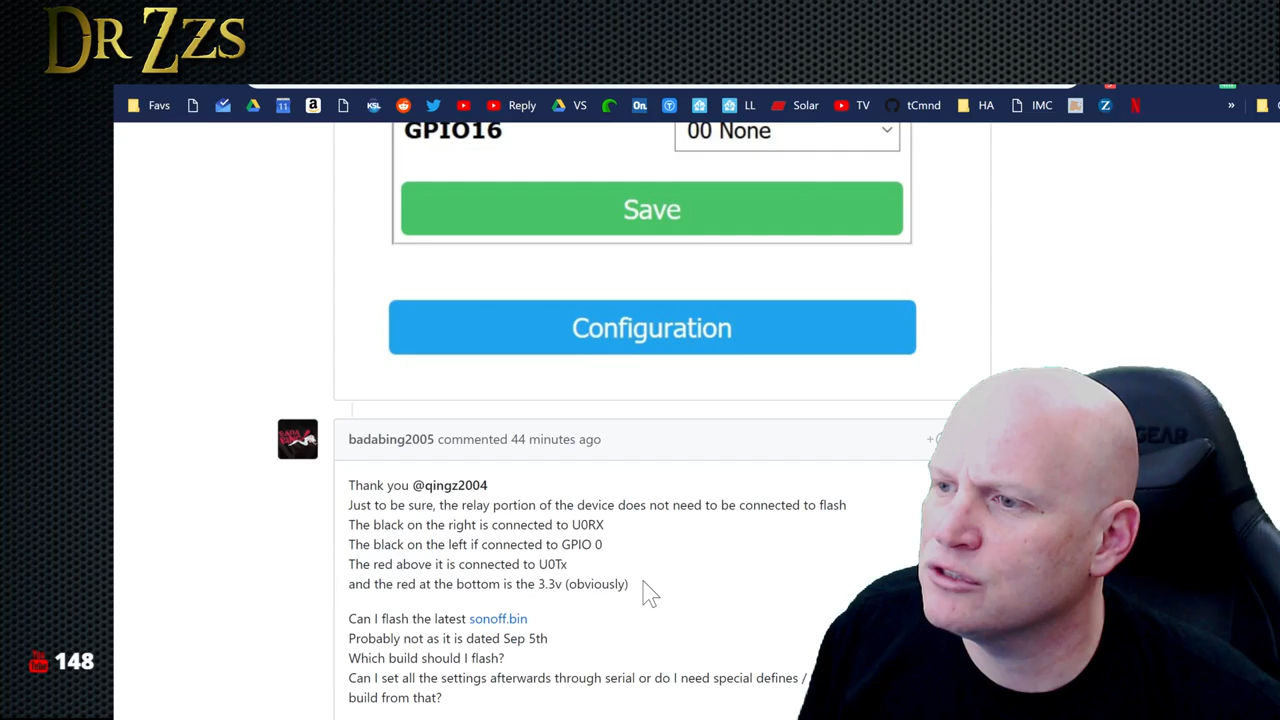 DR ZZS
Favs
11
Reply
VS
On.
LL
Solar
TV
tCmnd
HA
IMC
Z
N
»
GPIO16
00 None
Save
Configuration
badabing2005 commented 44 minutes ago
Thank you @qingz2004
Just to be sure, the relay portion of the device does not need to be connected to flash
The black on the right is connected to U0RX
The black on the left if connected to GPIO 0
The red above it is connected to U0Tx
and the red at the bottom is the 3.3v (obviously)
Can I flash the latest sonoff.bin
Probably not as it is dated Sep 5th
Which build should I flash?
Can I set all the settings afterwards through serial or do I need special defines /
build from that?
148